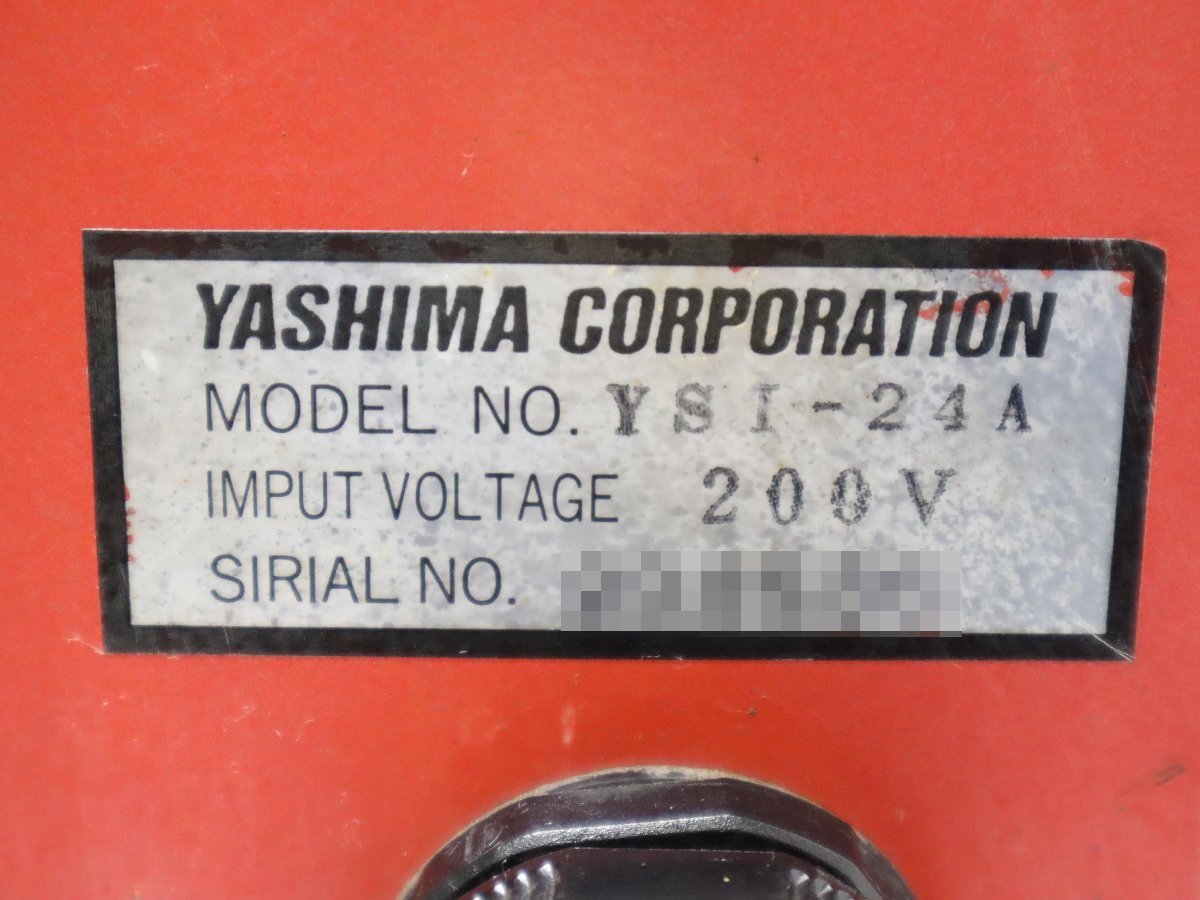 YASHIMA CORPORATION
MODEL NO. YSI-24A
IMPUT VOLTAGE 200V
SIRIAL NO.